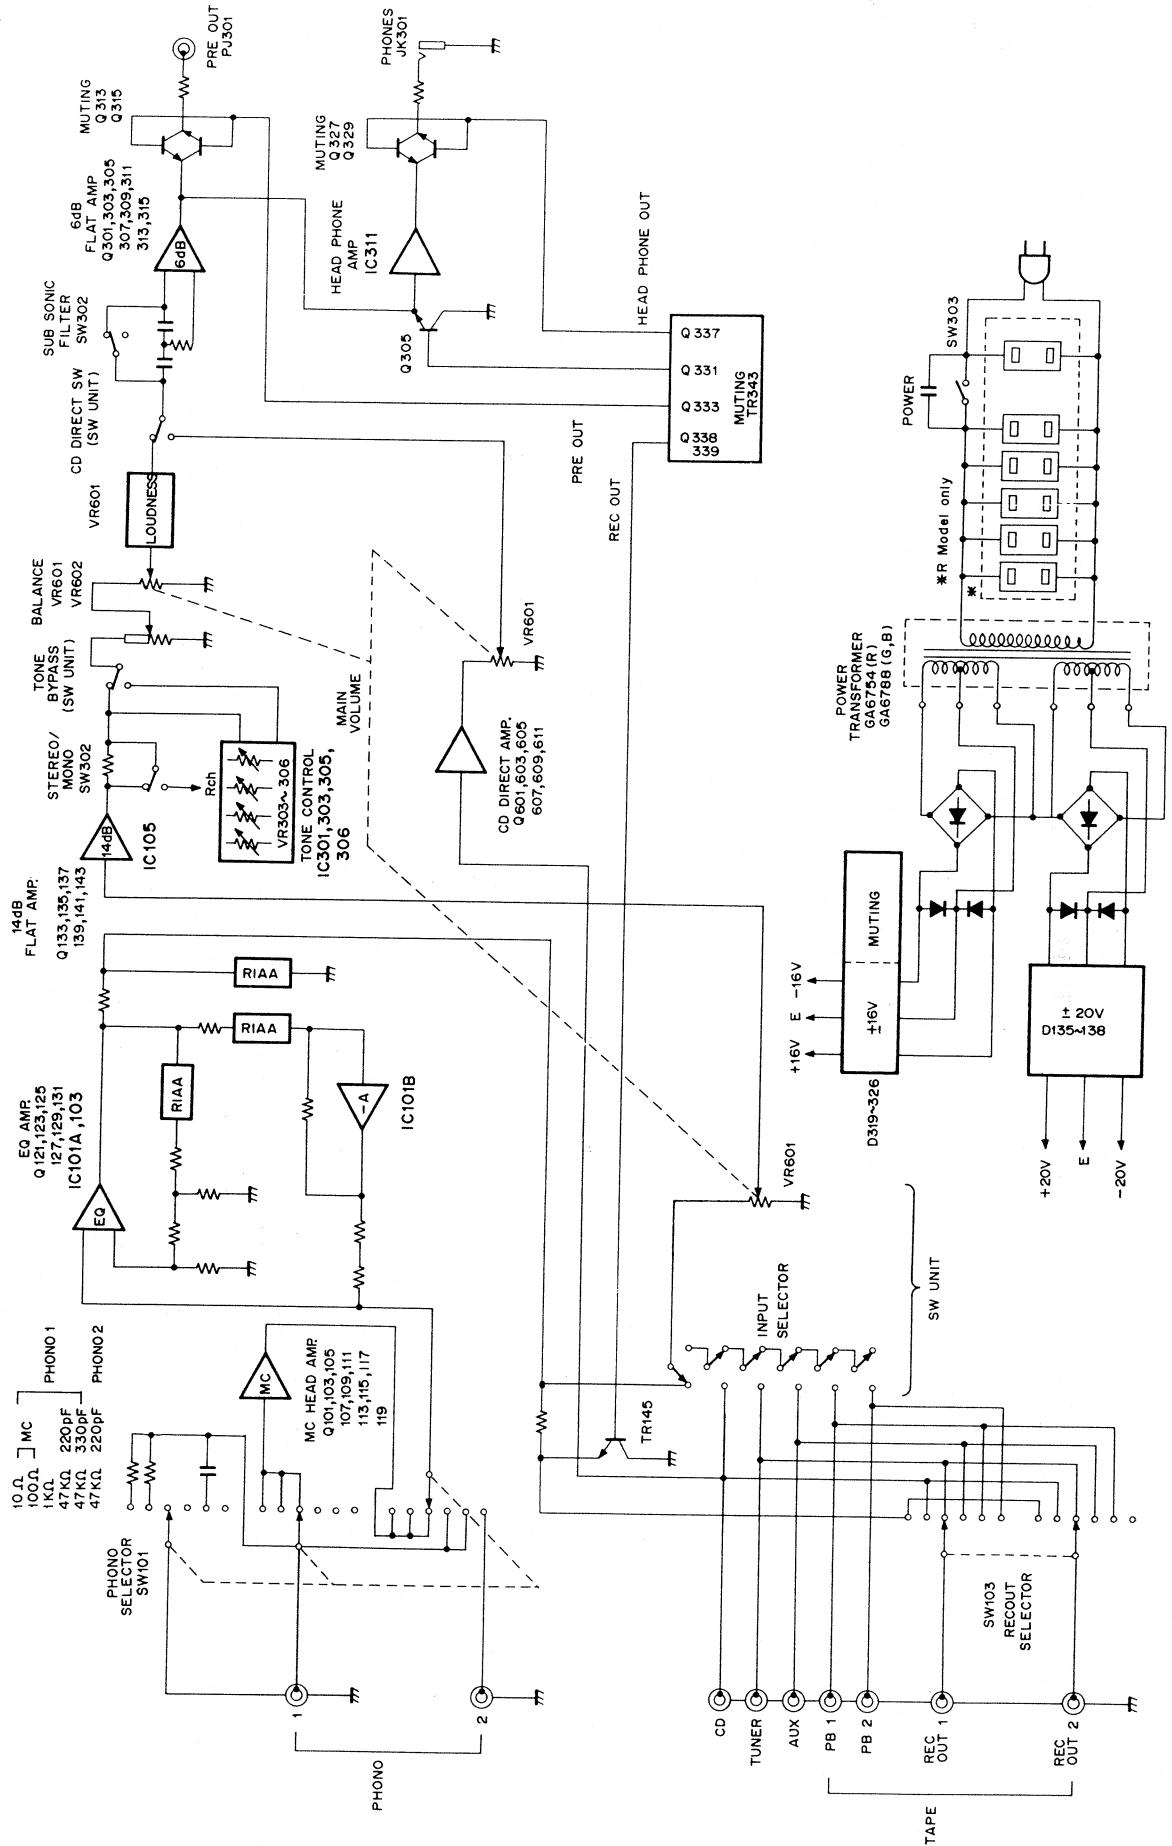 10Ω
100Ω
] MC
1KΩ
47KΩ 220pF
47KΩ 330pF
47KΩ 220pF
PHONO 1
PHONO 2
PHONO
SELECTOR
SW101
MC
MC HEAD AMP.
Q101,103,105
107,109,111
113,115,117
119
1
2
PHONO
EQ AMP.
Q121,123,125
127,129,131
IC101A ,103
EQ
RIAA
RIAA
RIAA
-A
IC101B
14dB
FLAT AMP.
Q133,135,137
139,141,143
14dB
IC105
STEREO/
MONO
SW302
Rch
VR303~306
TONE CONTROL
IC301,303,305,
306
TONE
BYPASS
(SW UNIT)
BALANCE
VR601
VR602
VR601
LOUDNESS
CD DIRECT SW
(SW UNIT)
SUB SONIC
FILTER
SW302
6dB
FLAT AMP
Q301,303,305
307,309,311
313,315
6dB
MUTING
Q313
Q315
PRE OUT
PJ301
HEAD PHONE
AMP
IC311
MUTING
Q327
Q329
PHONES
JK301
Q305
MAIN
VOLUME
CD DIRECT AMP.
Q601,603,605
607,609,611
VR601
PRE OUT
REC OUT
HEAD PHONE OUT
Q337
Q331
Q333
Q338
339
MUTING
TR343
TR145
INPUT
SELECTOR
VR601
SW UNIT
CD
TUNER
AUX
PB 1
PB 2
REC
OUT 1
REC
OUT 2
TAPE
SW103
RECOUT
SELECTOR
+20V
E
-20V
± 20V
D135~138
+16V
E
-16V
±16V
MUTING
D319~326
POWER
TRANSFORMER
GA6754(R)
GA6788(G,B)
※R Model only
※
POWER
SW303